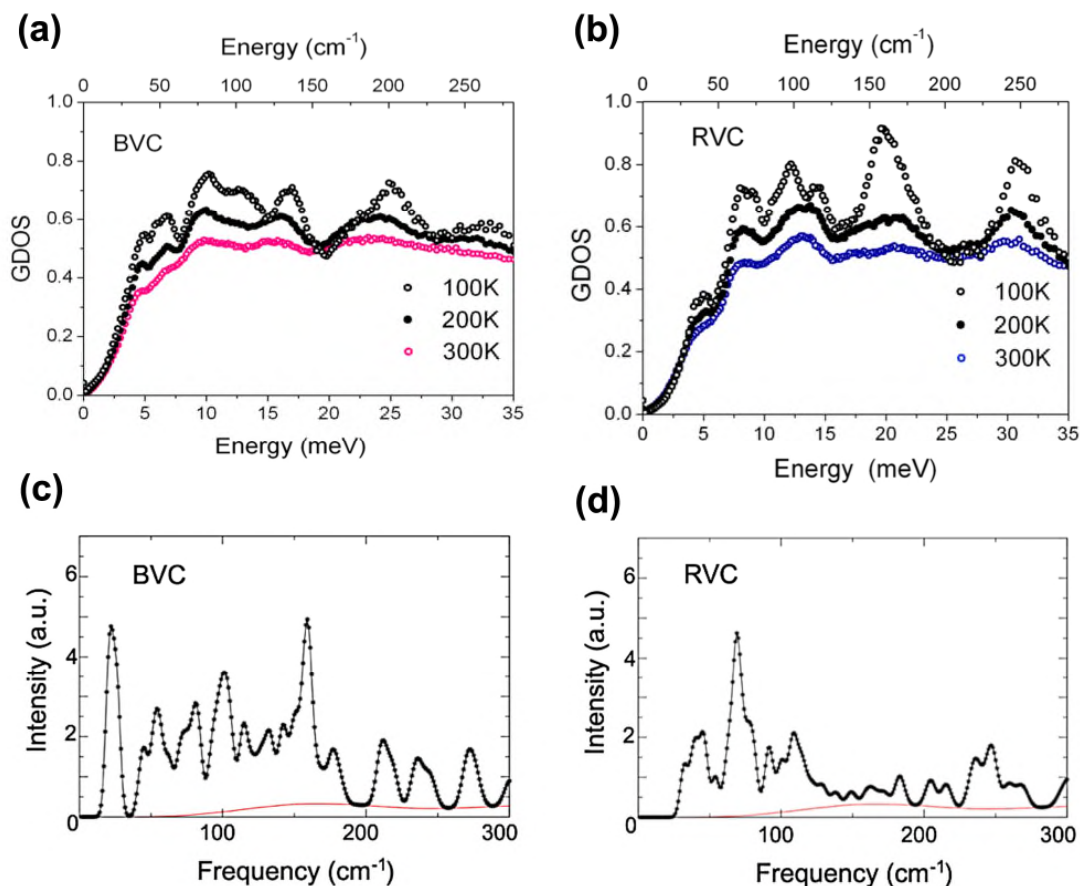 (a)
Energy (cm⁻¹)
0 50 100 150 200 250
1.0
0.8
0.6
0.4
0.2
0.0
GDOS
BVC
100K
200K
300K
0 5 10 15 20 25 30 35
Energy (meV)
(b)
Energy (cm⁻¹)
0 50 100 150 200 250
1.0
0.8
0.6
0.4
0.2
0.0
GDOS
RVC
100K
200K
300K
0 5 10 15 20 25 30 35
Energy (meV)
(c)
BVC
6
4
2
0
Intensity (a.u.)
100 200 300
Frequency (cm⁻¹)
(d)
RVC
6
4
2
0
Intensity (a.u.)
100 200 300
Frequency (cm⁻¹)